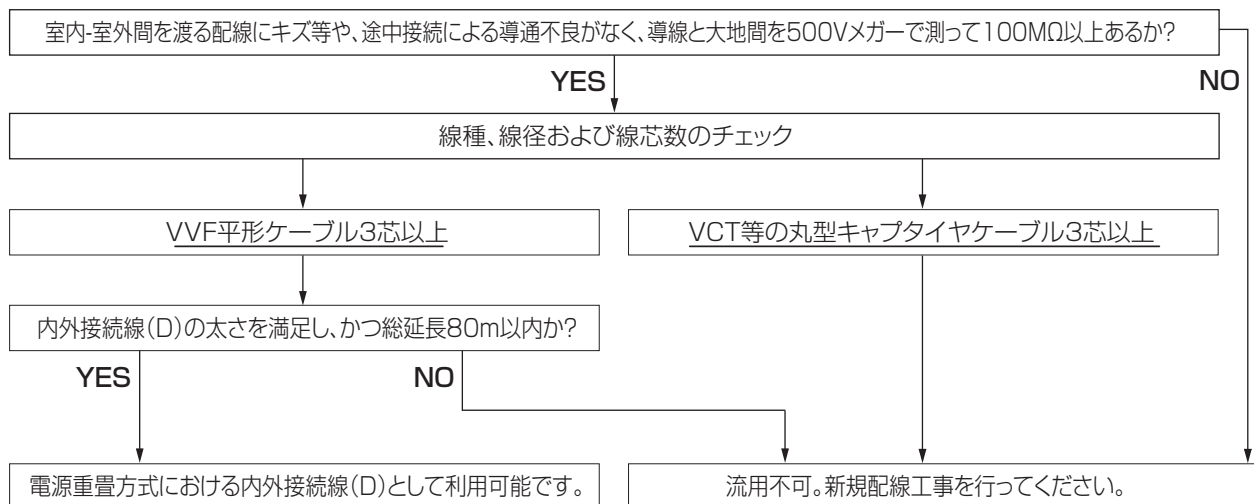 室内-室外間を渡る配線にキズ等や、途中接続による導通不良がなく、導線と大地間を500Vメガーで測って100MΩ以上あるか?
YES
NO
線種、線径および線芯数のチェック
VVF平形ケーブル3芯以上
VCT等の丸型キャプタイヤケーブル3芯以上
内外接続線(D)の太さを満足し、かつ総延長80m以内か?
YES
NO
電源重畳方式における内外接続線(D)として利用可能です。
流用不可。新規配線工事を行ってください。